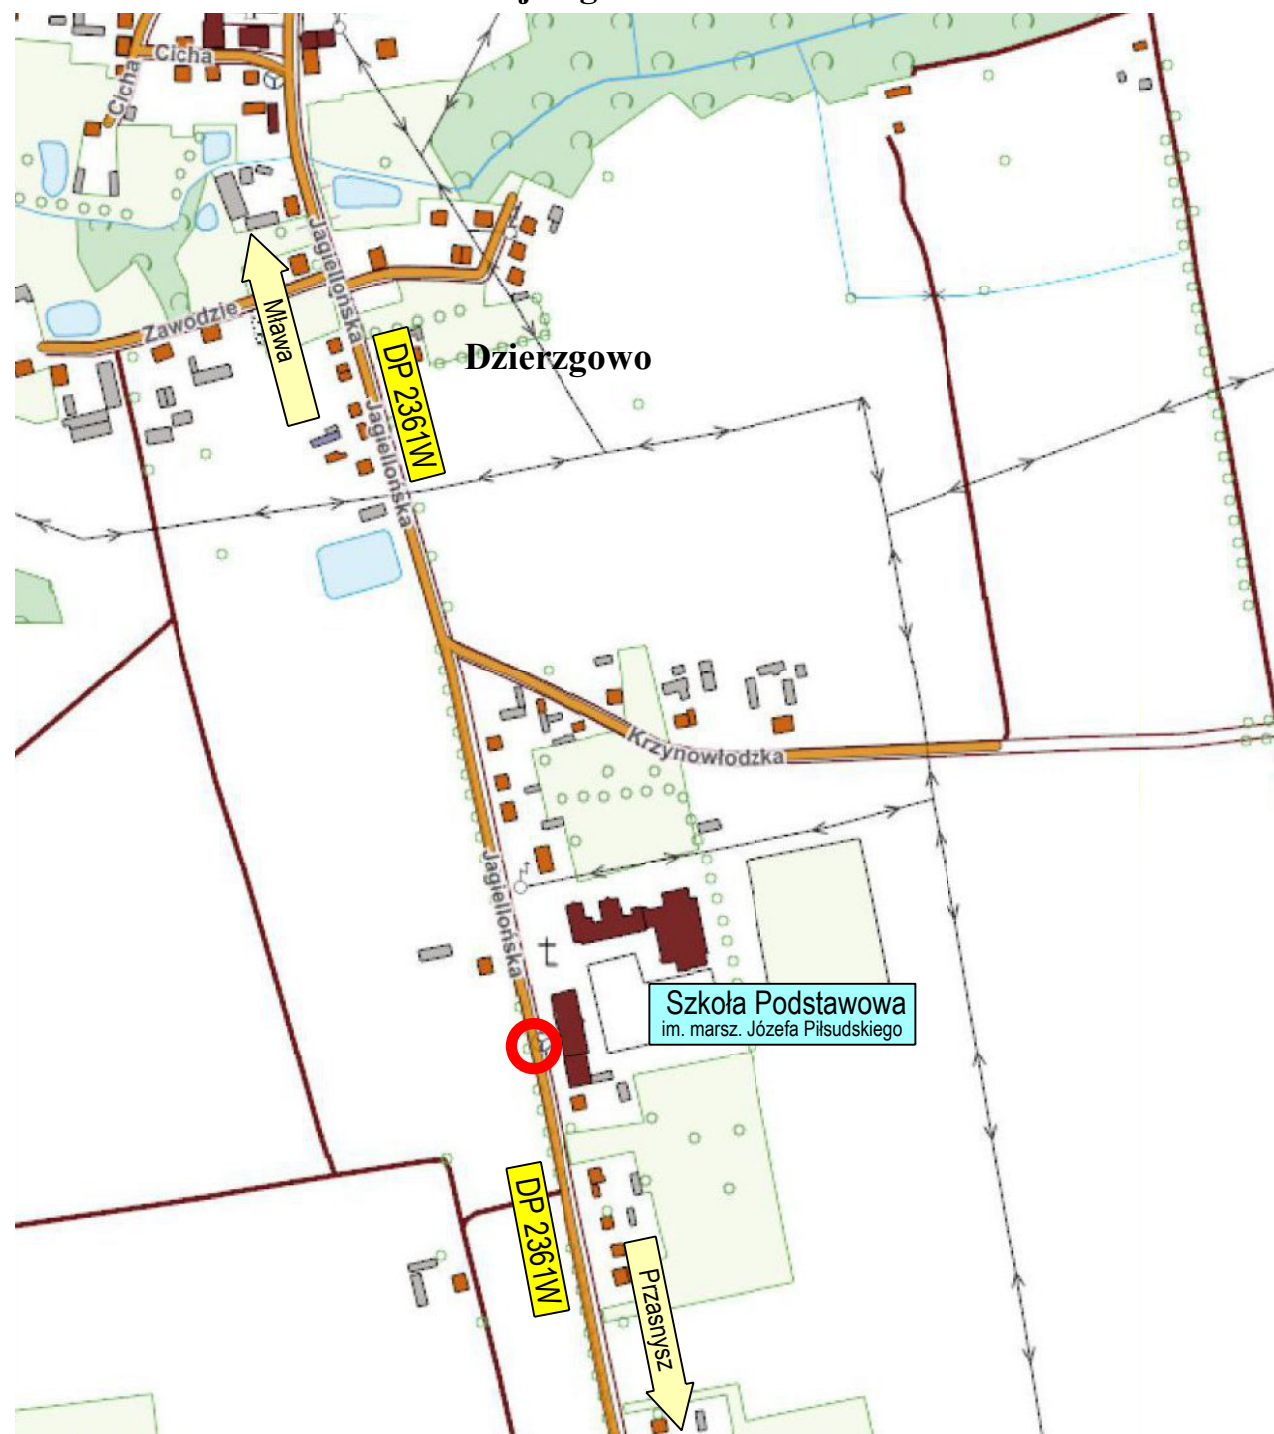 Cicha
Cicha
Jagiellońska
Zawodzie
Mława
DP 2361W
Dzierzgowo
Jagiellońska
Krzynowłodzka
Jagiellońska
Szkoła Podstawowa
im. marsz. Józefa Piłsudskiego
DP 2361W
Przasnysz